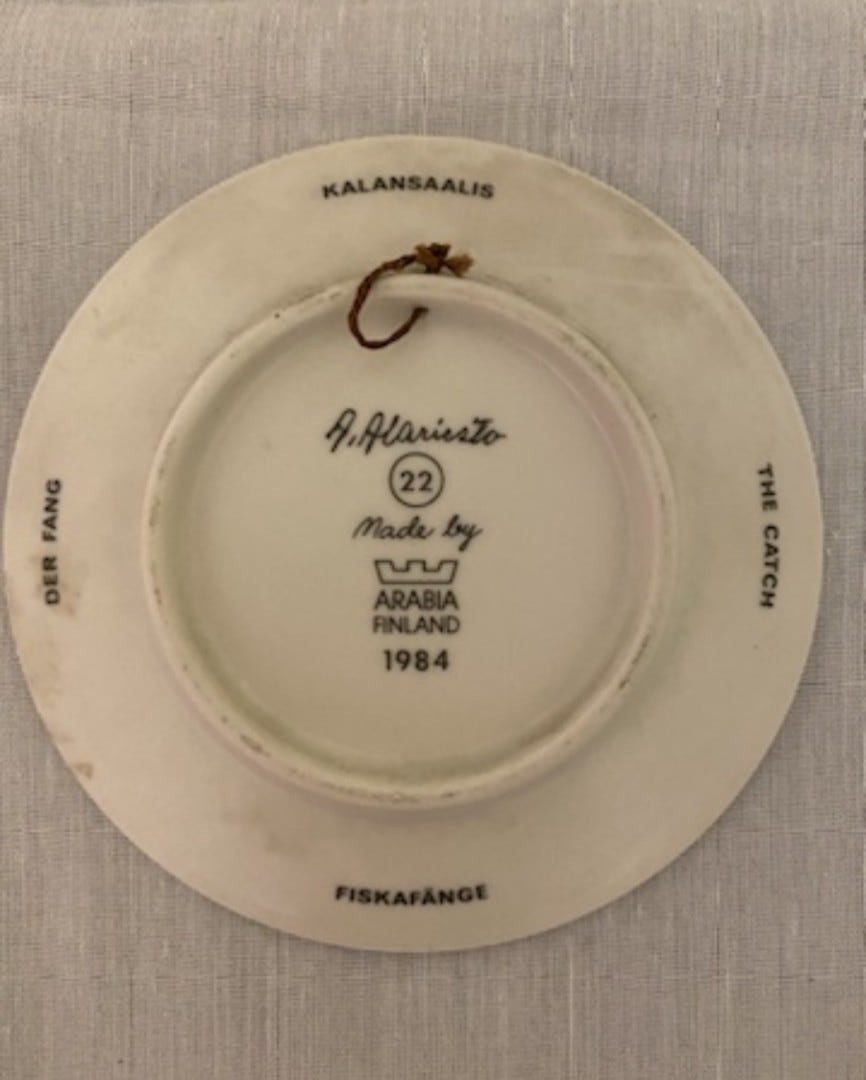 KALANSAALIS
A. Alariesto
22
Made by
ARABIA
FINLAND
1984
DER FANG
THE CATCH
FISKAFÄNGE